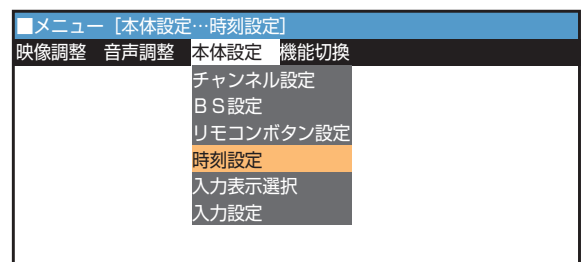 ■メニュー［本体設定…時刻設定］
映像調整 音声調整 本体設定 機能切換
チャンネル設定
ＢＳ設定
リモコンボタン設定
時刻設定
入力表示選択
入力設定